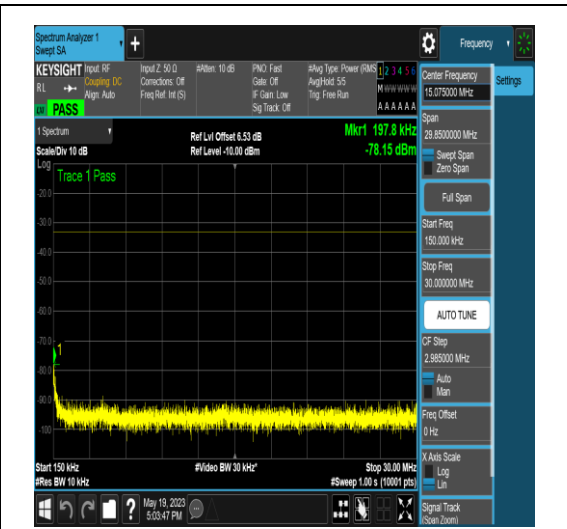 Spectrum Analyzer 1
Swept SA
Frequency
KEYSIGHT Input: RF
RL Coupling: DC
Align: Auto
PASS
Input Z: 50 Ω
Corrections: Off
Freq Ref: Int (S)
#Atten: 10 dB
PNO: Fast
Gate: Off
IF Gain: Low
Sig Track: Off
#Avg Type: Power (RMS
Avg|Hold: 5/5
Trig: Free Run
1 2 3 4 5 6
M W W W W W
A A A A A A
Center Frequency
15.075000 MHz
Settings
Span
29.8500000 MHz
Swept Span
Zero Span
Full Span
Start Freq
150.000 kHz
Stop Freq
30.000000 MHz
AUTO TUNE
CF Step
2.985000 MHz
Auto
Man
Freq Offset
0 Hz
X Axis Scale
Log
Lin
Signal Track
(Span Zoom)
1 Spectrum
Scale/Div 10 dB
Ref Lvl Offset 6.53 dB
Ref Level -10.00 dBm
Mkr1 197.8 kHz
-78.15 dBm
Log
Trace 1 Pass
-20.0
-30.0
-40.0
-50.0
-60.0
-70.0
1
-80.0
-90.0
-100
Start 150 kHz
#Res BW 10 kHz
#Video BW 30 kHz*
Stop 30.00 MHz
#Sweep 1.00 s (10001 pts)
?
May 19, 2023
5:03:47 PM